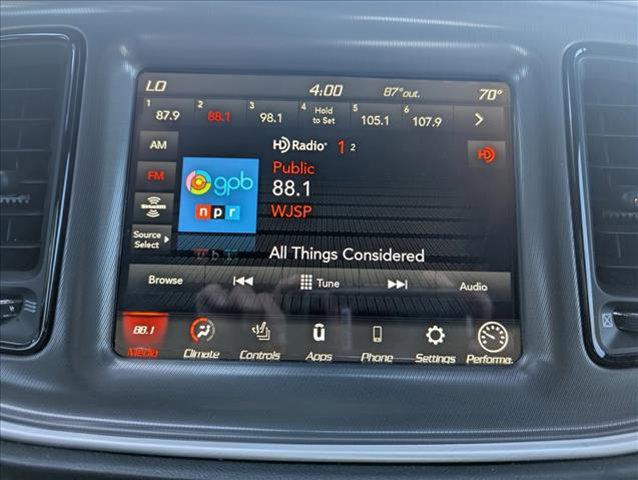 LO 4:00 87°out. 70°
1 87.9 2 88.1 3 98.1 4 Hold to Set 5 105.1 6 107.9
AM
HD Radio 1 2
HD
FM
Public
gpb
88.1
npr
WJSP
SiriusXM
Source Select
All Things Considered
Browse Tune Audio
88.1
Media Climate Controls Apps Phone Settings Performa.